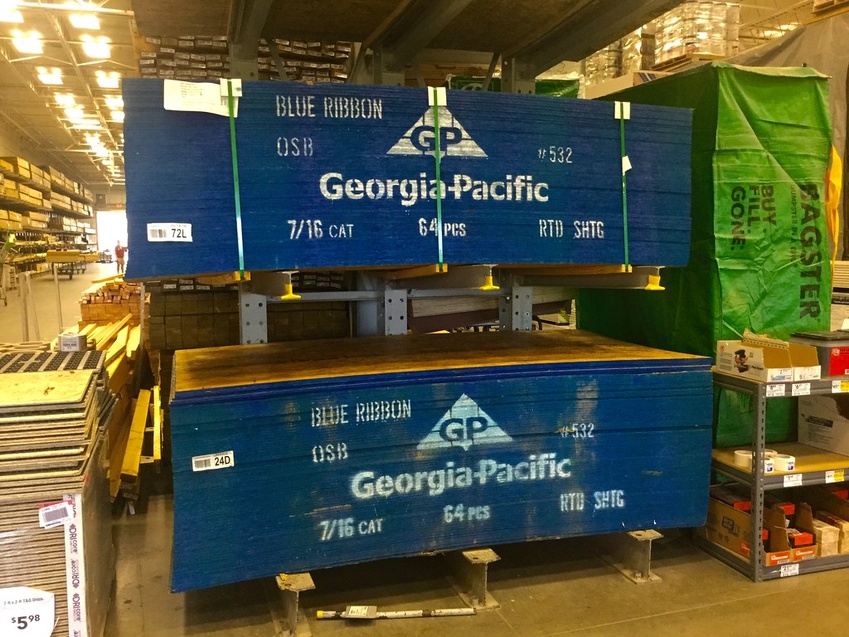 BLUE RIBBON
OSB
GP
#532
Georgia-Pacific
7/16 CAT
64 PCS
RTD SHTG
72L
BLUE RIBBON
OSB
GP
#532
Georgia-Pacific
7/16 CAT
64 PCS
RTD SHTG
24D
BUY.
FILL.
GONE.
BAGSTER
$5.98